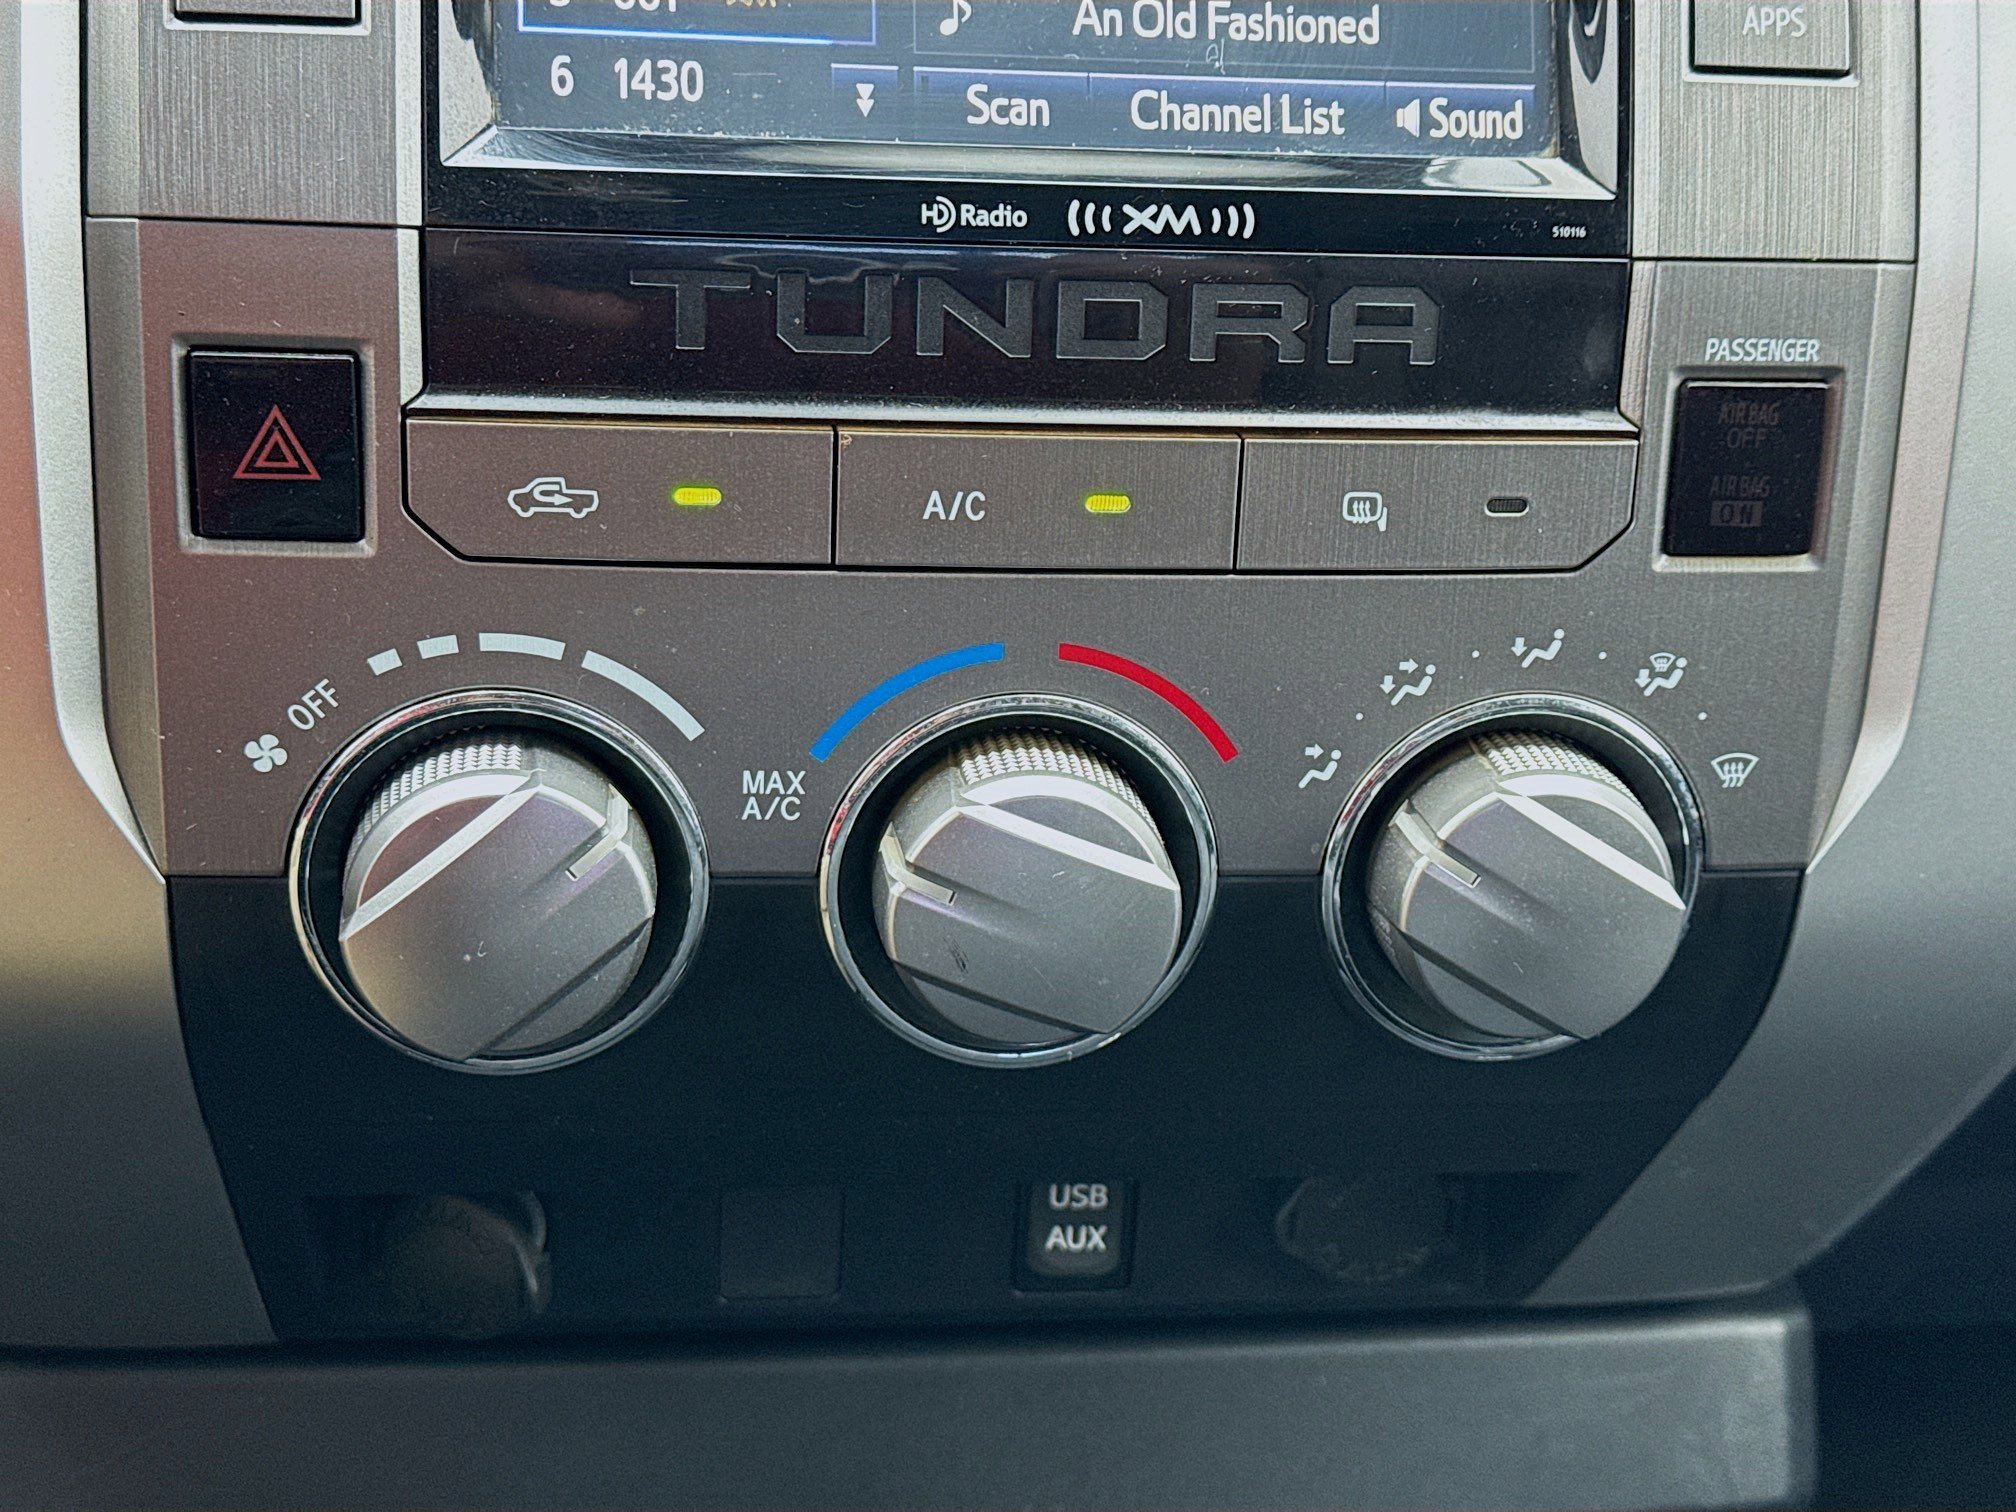 An Old Fashioned
APPS
6 1430
Scan
Channel List
Sound
HD Radio
((( XM )))
510116
TUNDRA
PASSENGER
AIR BAG
OFF
AIR BAG
ON
A/C
OFF
MAX
A/C
USB
AUX